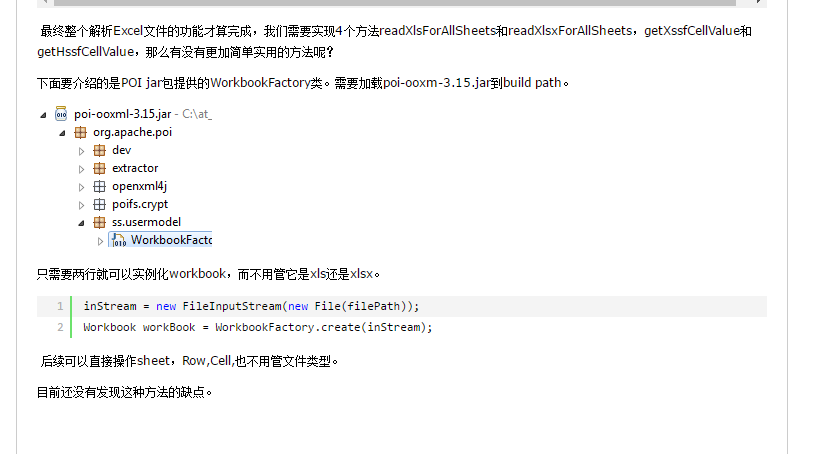 最终整个解析Excel文件的功能才算完成，我们需要实现4个方法readXlsForAllSheets和readXlsxForAllSheets，getXssfCellValue和
getHssfCellValue，那么有没有更加简单实用的方法呢？
下面要介绍的是POI jar包提供的WorkbookFactory类。需要加载poi-ooxm-3.15.jar到build path。
poi-ooxml-3.15.jar - C:\at_
org.apache.poi
dev
extractor
openxml4j
poifs.crypt
ss.usermodel
WorkbookFacto
只需要两行就可以实例化workbook，而不用管它是xls还是xlsx。
1 inStream = new FileInputStream(new File(filePath));
2 Workbook workBook = WorkbookFactory.create(inStream);
后续可以直接操作sheet，Row,Cell,也不用管文件类型。
目前还没有发现这种方法的缺点。